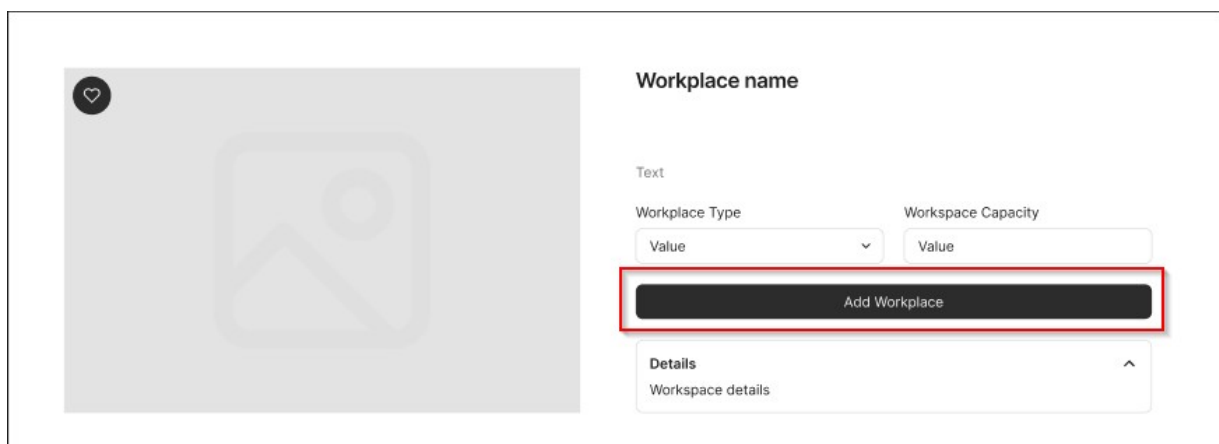 Workplace name
Text
Workplace Type
Workspace Capacity
Value
Value
Add Workplace
Details
Workspace details